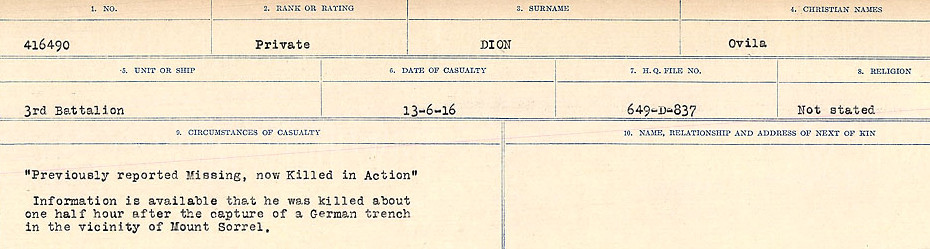 1. NO. 2. RANK OR RATING 3. SURNAME 4. CHRISTIAN NAMES
416490 Private DION Ovila
5. UNIT OR SHIP 6. DATE OF CASUALTY 7. H. Q. FILE NO. 8. RELIGION
3rd Battalion 13-6-16 649-D-837 Not stated
9. CIRCUMSTANCES OF CASUALTY 10. NAME, RELATIONSHIP AND ADDRESS OF NEXT OF KIN
"Previously reported Missing, now Killed in Action"
Information is available that he was killed about
one half hour after the capture of a German trench
in the vicinity of Mount Sorrel.